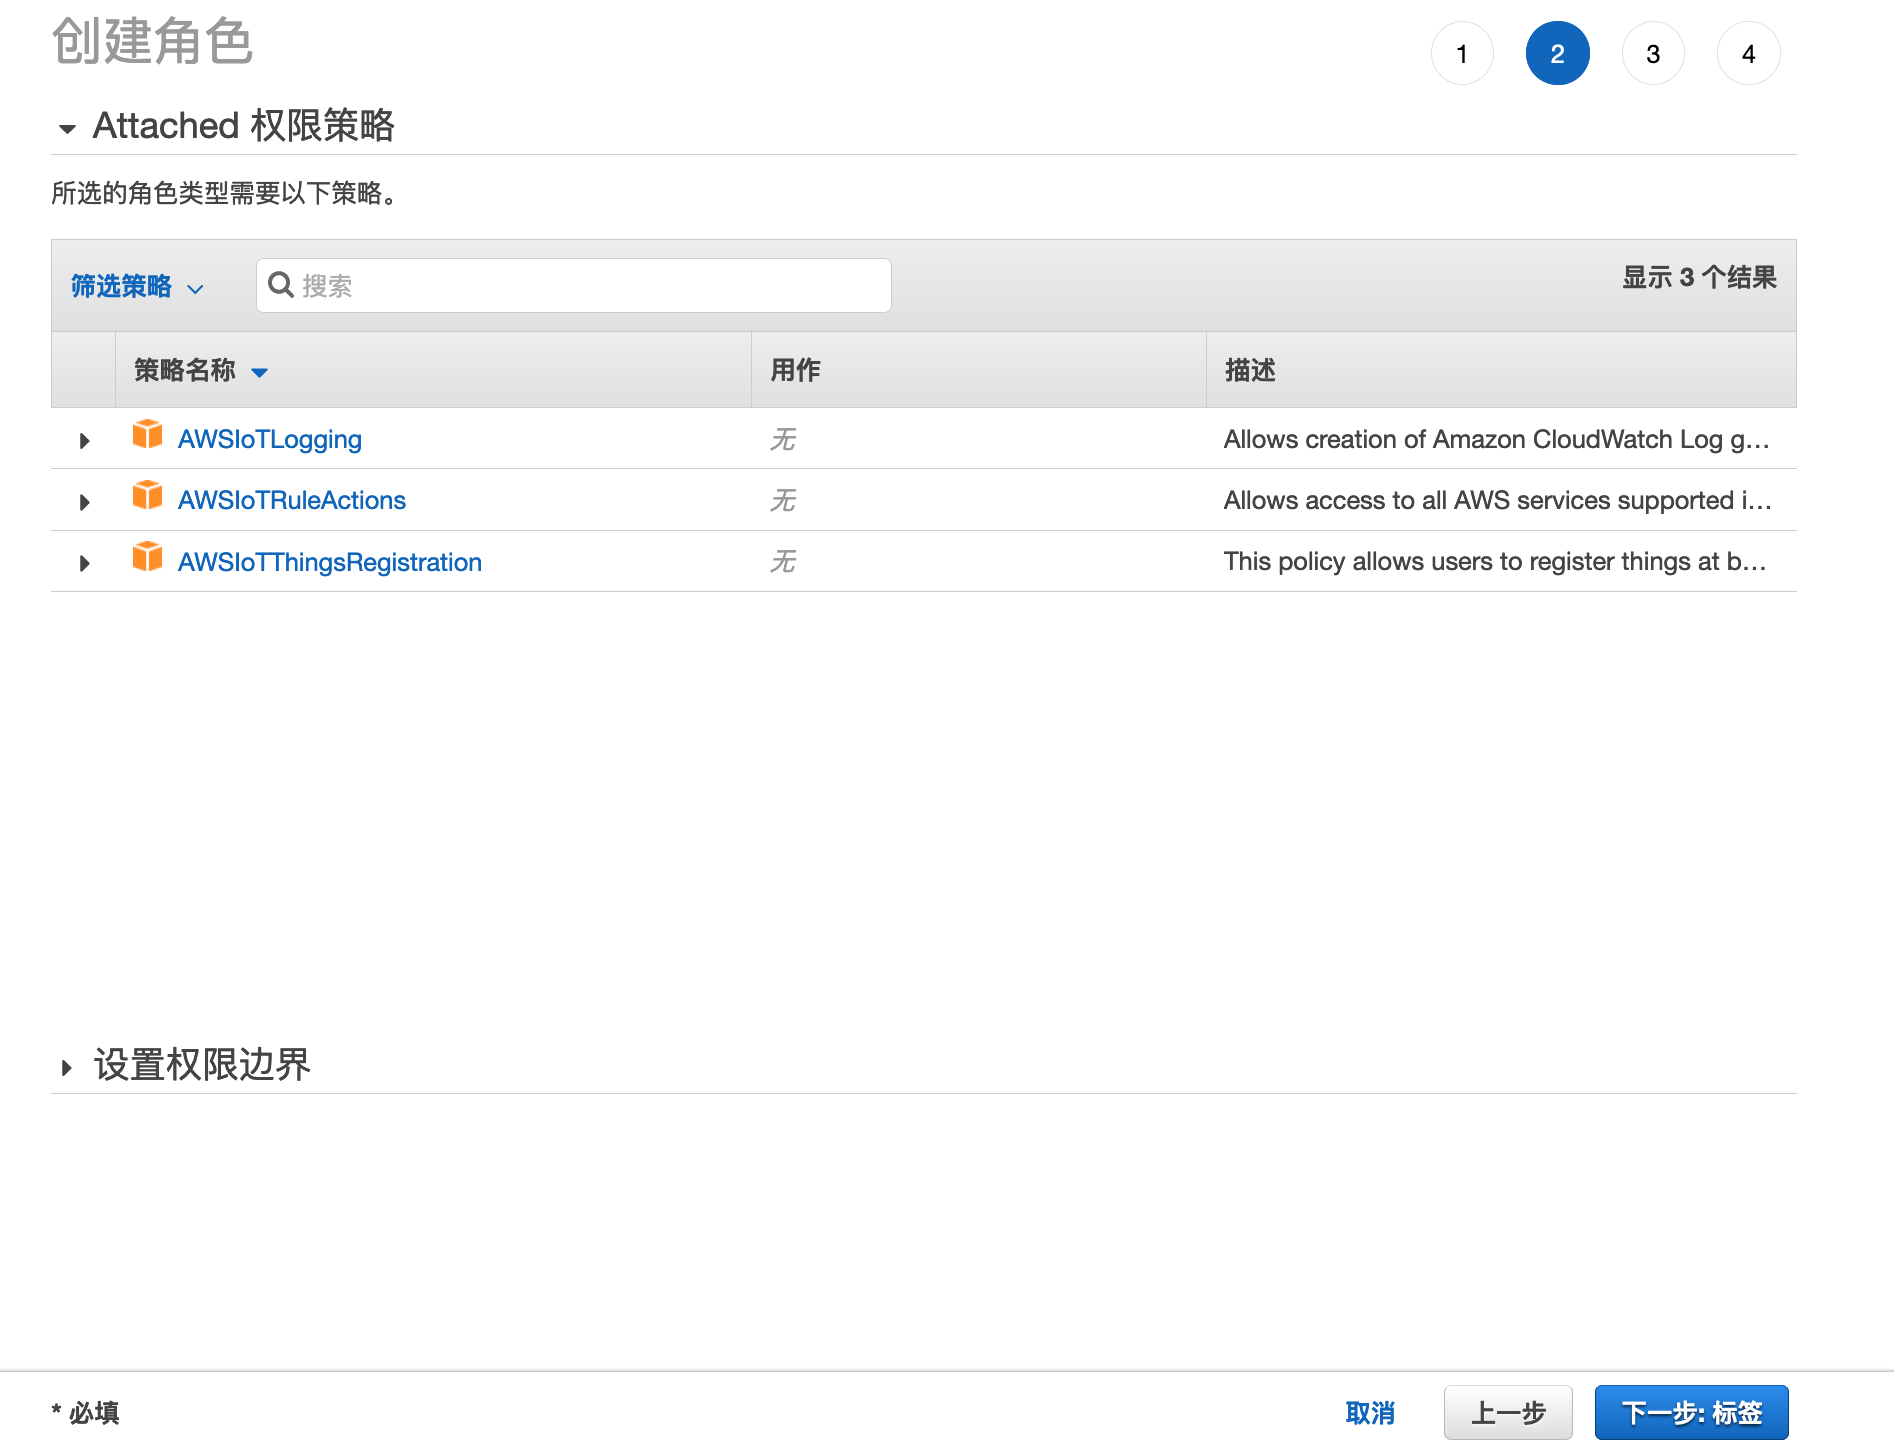 创建角色
1 2 3 4
Attached 权限策略
所选的角色类型需要以下策略。
筛选策略 搜索 显示 3 个结果
策略名称 用作 描述
AWSIoTLogging 无 Allows creation of Amazon CloudWatch Log g...
AWSIoTRuleActions 无 Allows access to all AWS services supported i...
AWSIoTThingsRegistration 无 This policy allows users to register things at b...
设置权限边界
* 必填 取消 上一步 下一步: 标签